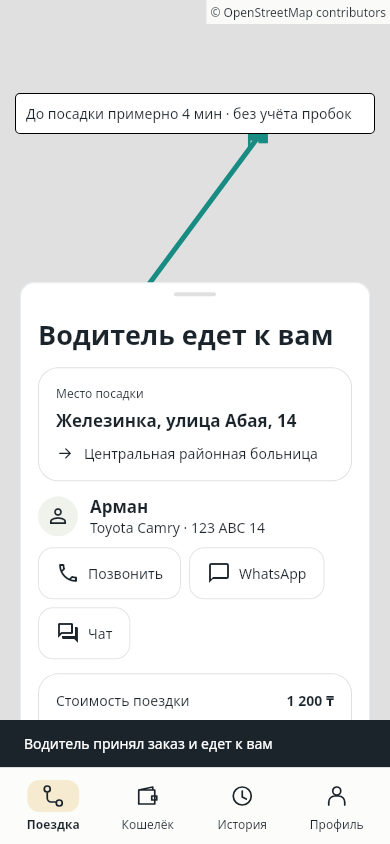 © OpenStreetMap contributors
До посадки примерно 4 мин · без учёта пробок
Водитель едет к вам
Место посадки
Железинка, улица Абая, 14
→ Центральная районная больница
Арман
Toyota Camry · 123 ABC 14
Позвонить
WhatsApp
Чат
Стоимость поездки 1 200 ₸
Водитель принял заказ и едет к вам
Поездка Кошелёк История Профиль